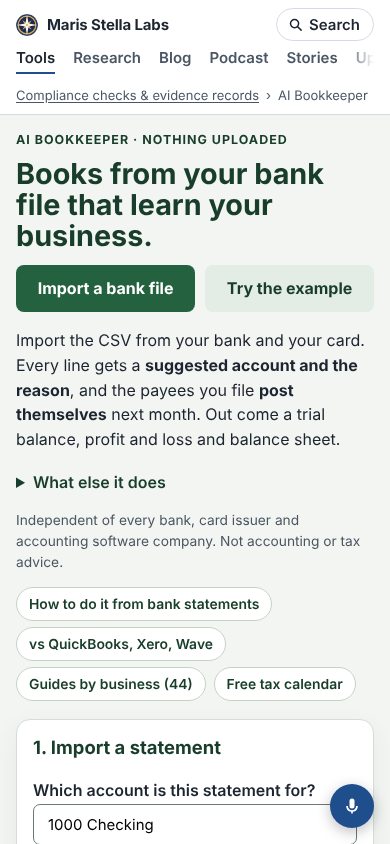 Maris Stella Labs
Search
Tools Research Blog Podcast Stories Up
Compliance checks & evidence records › AI Bookkeeper
AI BOOKKEEPER · NOTHING UPLOADED
Books from your bank
file that learn your
business.
Import a bank file
Try the example
Import the CSV from your bank and your card.
Every line gets a suggested account and the
reason, and the payees you file post
themselves next month. Out come a trial
balance, profit and loss and balance sheet.
What else it does
Independent of every bank, card issuer and
accounting software company. Not accounting or tax
advice.
How to do it from bank statements
vs QuickBooks, Xero, Wave
Guides by business (44)
Free tax calendar
1. Import a statement
Which account is this statement for?
1000 Checking